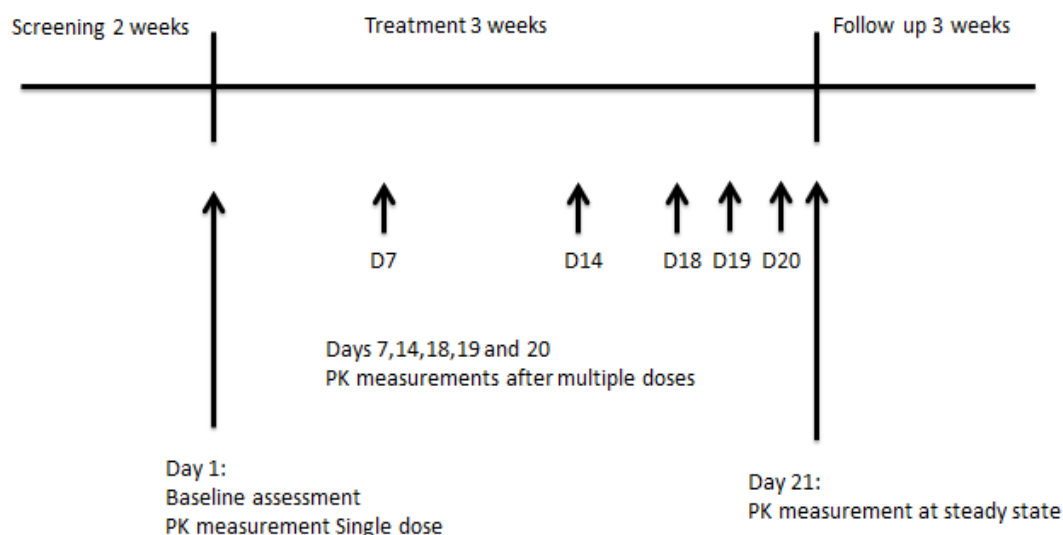 Screening 2 weeks
Treatment 3 weeks
Follow up 3 weeks
D7
D14
D18
D19
D20
Days 7,14,18,19 and 20
PK measurements after multiple doses
Day 1:
Baseline assessment
PK measurement Single dose
Day 21:
PK measurement at steady state